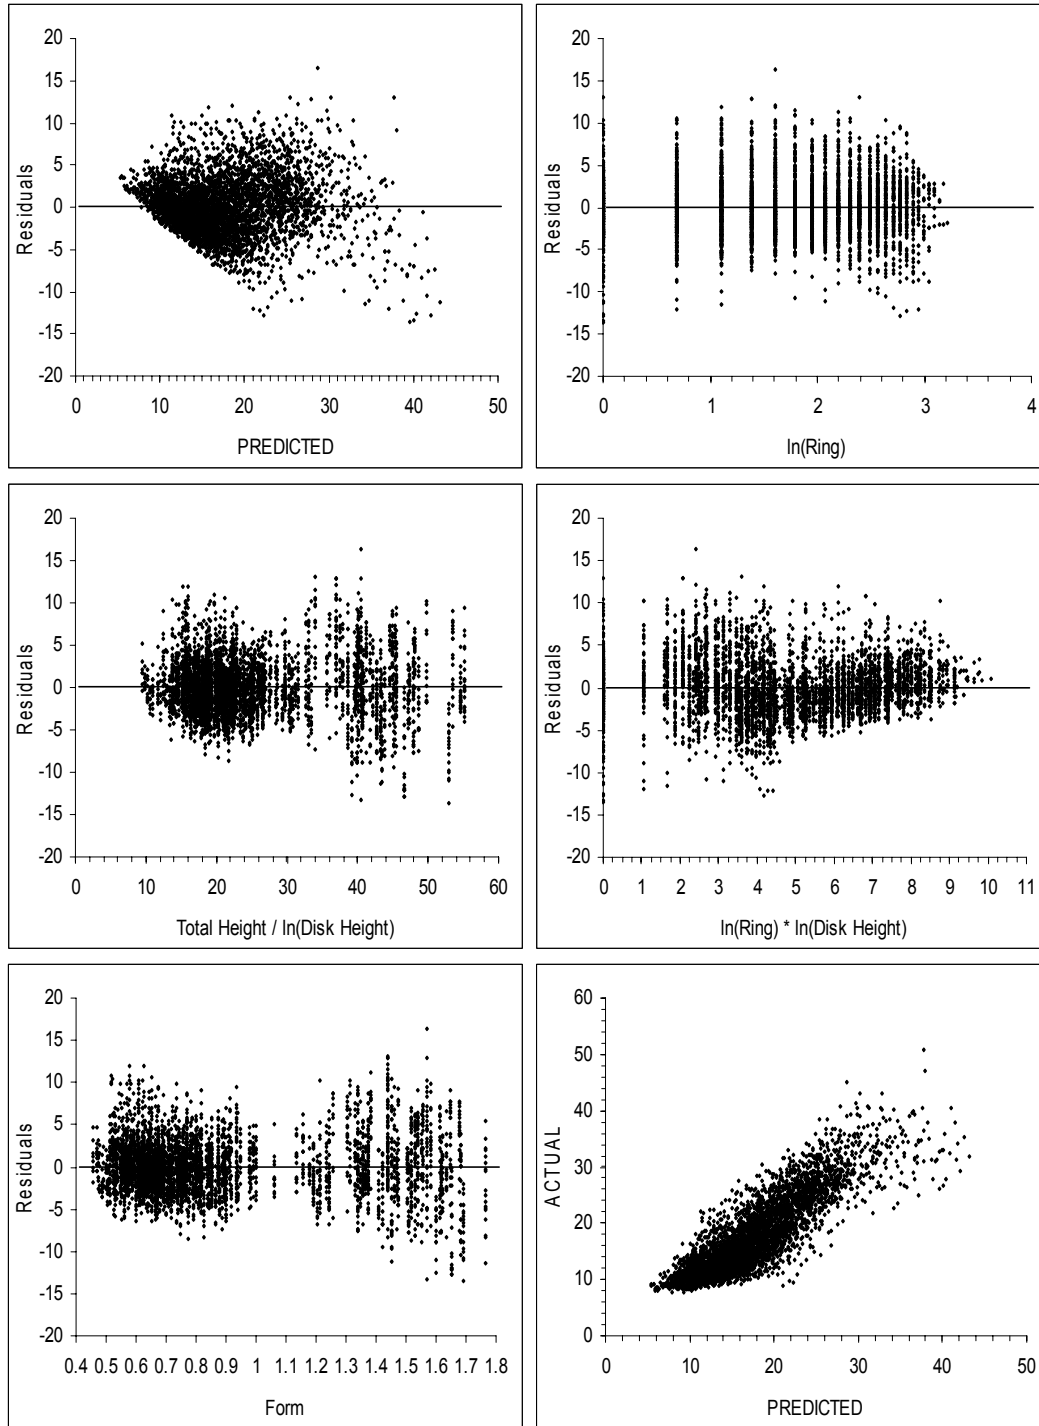 20
15
10
5
0
-5
-10
-15
-20
Residuals
0 10 20 30 40 50
PREDICTED
20
15
10
5
0
-5
-10
-15
-20
Residuals
0 1 2 3 4
ln(Ring)
20
15
10
5
0
-5
-10
-15
-20
Residuals
0 10 20 30 40 50 60
Total Height / ln(Disk Height)
20
15
10
5
0
-5
-10
-15
-20
Residuals
0 1 2 3 4 5 6 7 8 9 10 11
ln(Ring) * ln(Disk Height)
20
15
10
5
0
-5
-10
-15
-20
Residuals
0.4 0.5 0.6 0.7 0.8 0.9 1 1.1 1.2 1.3 1.4 1.5 1.6 1.7 1.8
Form
60
50
40
30
20
10
0
ACTUAL
0 10 20 30 40 50
PREDICTED